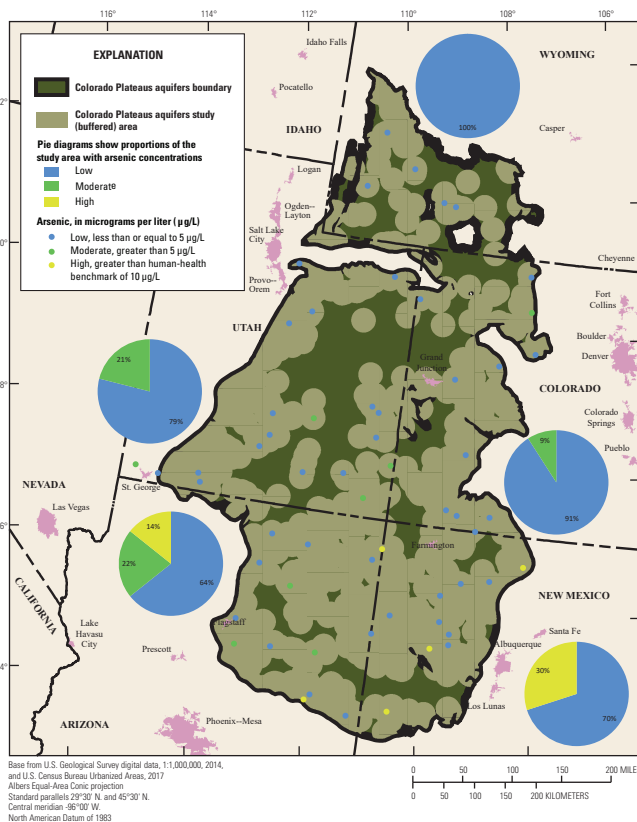 116°
114°
112°
110°
108°
106°
EXPLANATION
Colorado Plateaus aquifers boundary
Colorado Plateaus aquifers study
(buffered) area
Pie diagrams show proportions of the
study area with arsenic concentrations
Low
Moderate
High
Arsenic, in micrograms per liter (µg/L)
Low, less than or equal to 5 µg/L
Moderate, greater than 5 µg/L
High, greater than human-health
benchmark of 10 µg/L
Idaho Falls
WYOMING
Pocatello
2°
100%
Casper
IDAHO
Logan
Ogden--
Layton
Salt Lake
City
0°
Cheyenne
Provo--
Orem
Fort
Collins
UTAH
Boulder
Denver
21%
79%
Grand
Junction
8°
COLORADO
Colorado
Springs
9%
91%
Pueblo
St. George
NEVADA
Las Vegas
6°
14%
22%
64%
Farmington
CALIFORNIA
NEW MEXICO
Lake
Havasu
City
Flagstaff
Santa Fe
Prescott
Albuquerque
4°
30%
70%
Los Lunas
ARIZONA
Phoenix--Mesa
Base from U.S. Geological Survey digital data, 1:1,000,000, 2014,
and U.S. Census Bureau Urbanized Areas, 2017
Albers Equal-Area Conic projection
Standard parallels 29°30' N. and 45°30' N.
Central meridian -96°00' W.
North American Datum of 1983
0 50 100 150 200 MILE
0 50 100 150 200 KILOMETERS